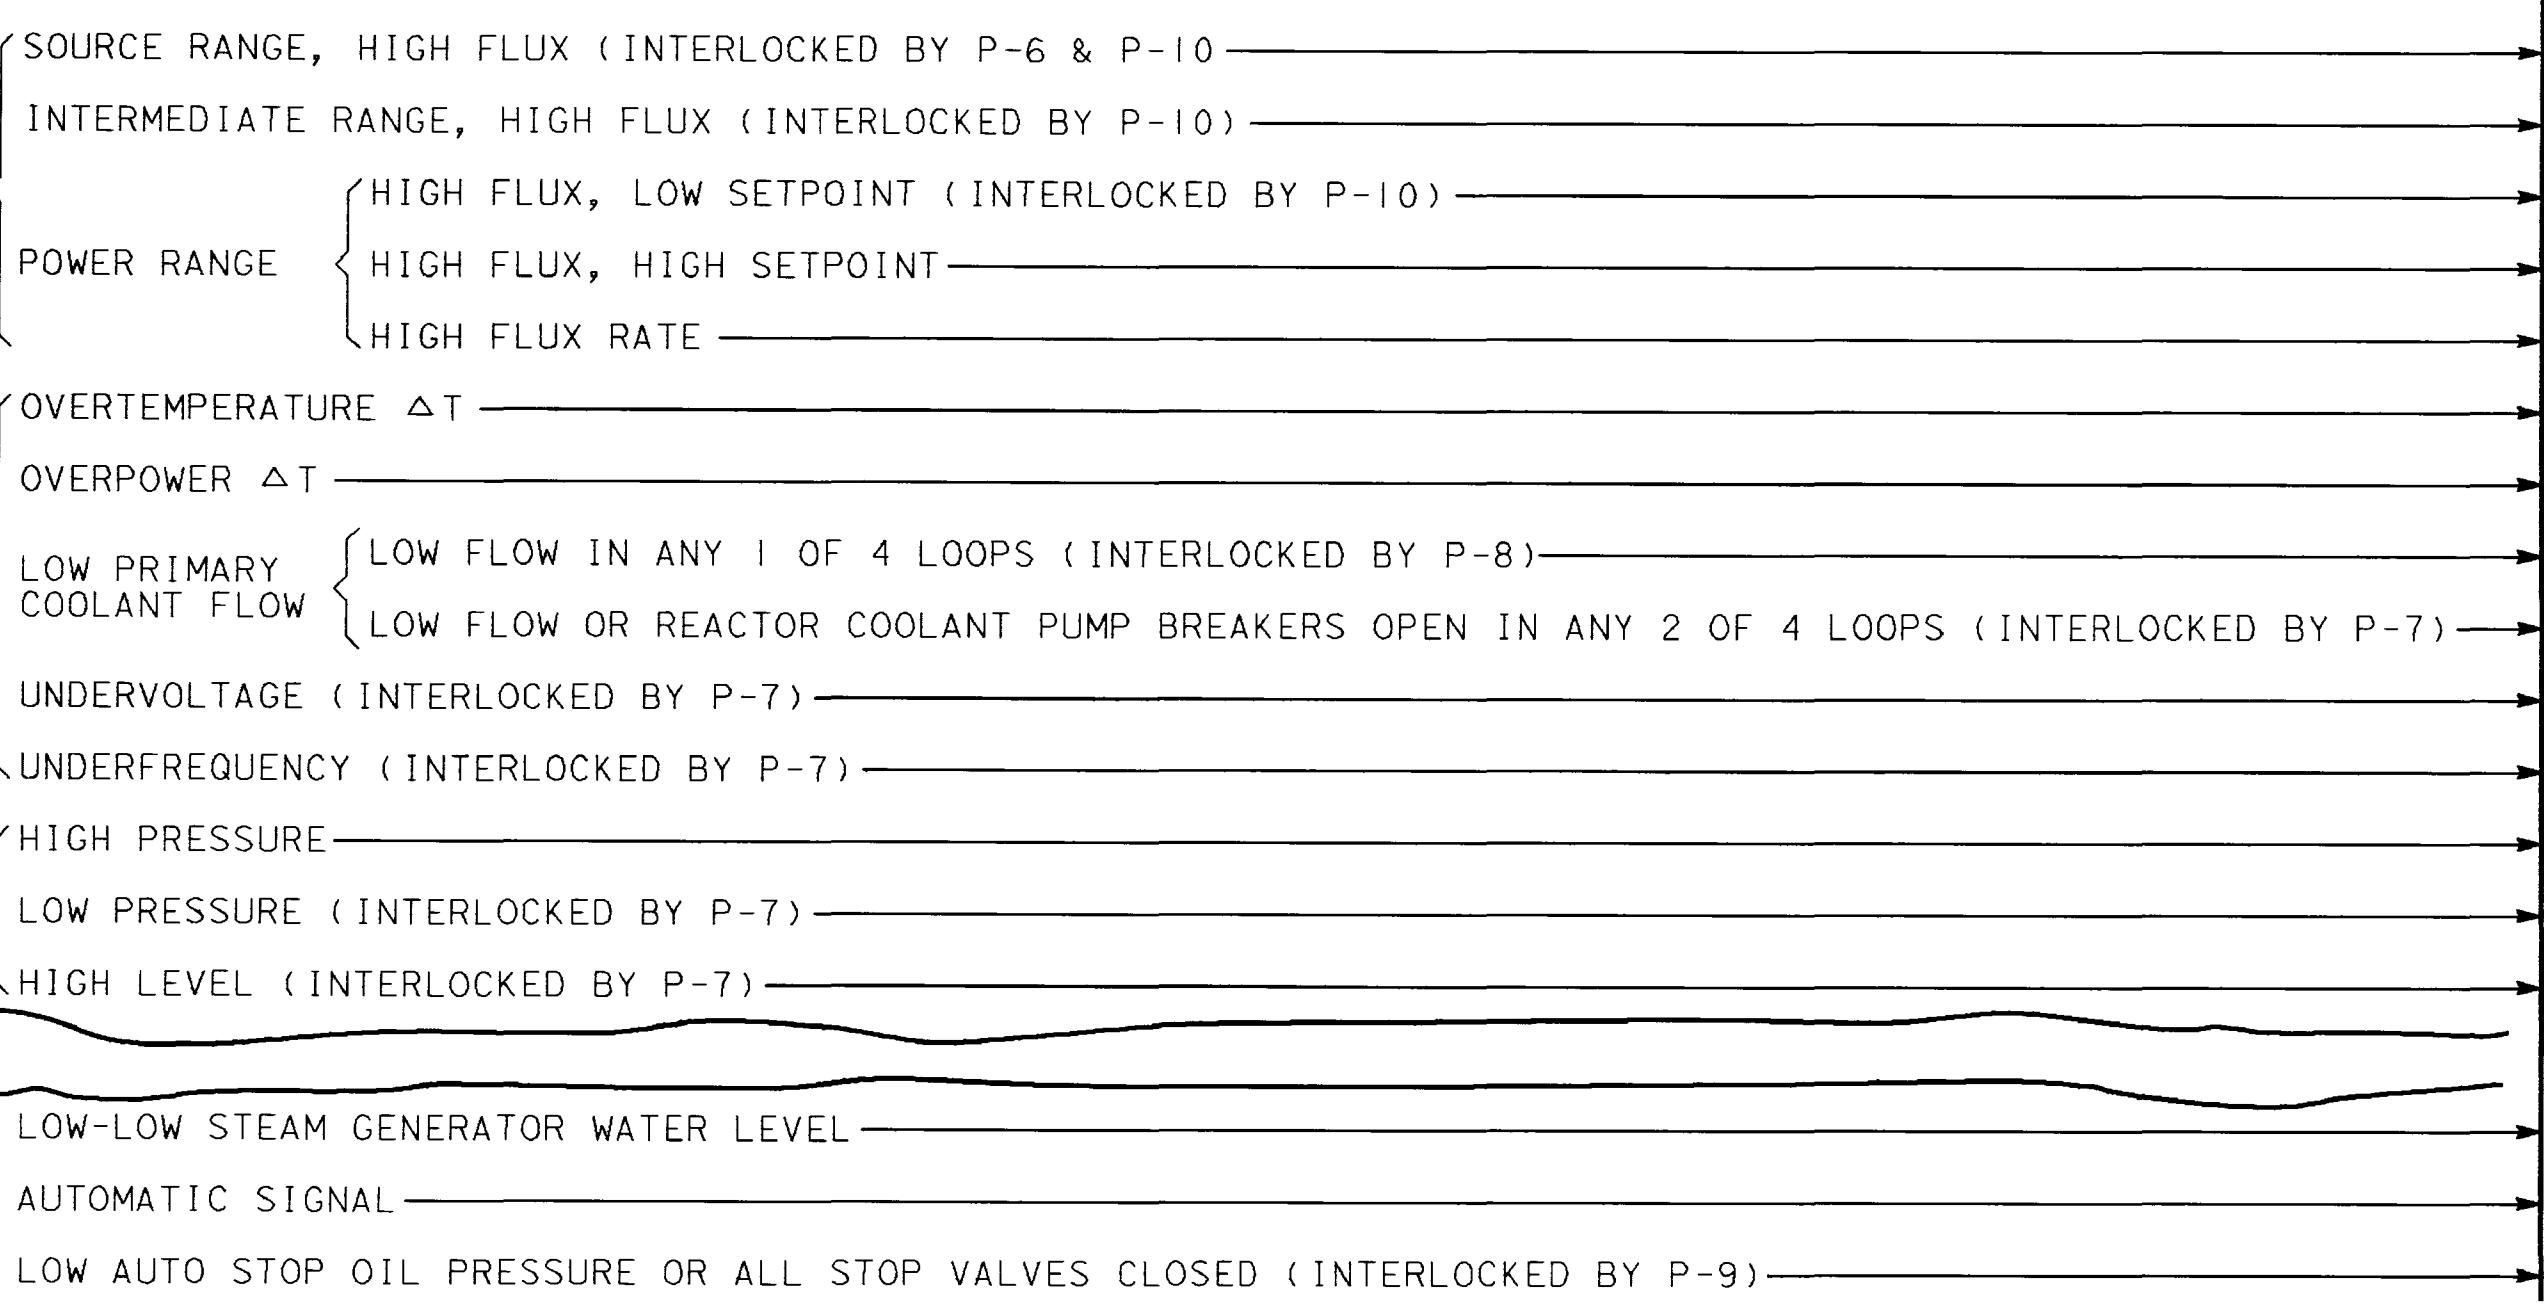 SOURCE RANGE, HIGH FLUX (INTERLOCKED BY P-6 & P-10
INTERMEDIATE RANGE, HIGH FLUX (INTERLOCKED BY P-10)
HIGH FLUX, LOW SETPOINT (INTERLOCKED BY P-10)
POWER RANGE HIGH FLUX, HIGH SETPOINT
HIGH FLUX RATE
OVERTEMPERATURE △T
OVERPOWER △T
LOW FLOW IN ANY 1 OF 4 LOOPS (INTERLOCKED BY P-8)
LOW PRIMARY
COOLANT FLOW
LOW FLOW OR REACTOR COOLANT PUMP BREAKERS OPEN IN ANY 2 OF 4 LOOPS (INTERLOCKED BY P-7)
UNDERVOLTAGE (INTERLOCKED BY P-7)
UNDERFREQUENCY (INTERLOCKED BY P-7)
HIGH PRESSURE
LOW PRESSURE (INTERLOCKED BY P-7)
HIGH LEVEL (INTERLOCKED BY P-7)
LOW-LOW STEAM GENERATOR WATER LEVEL
AUTOMATIC SIGNAL
LOW AUTO STOP OIL PRESSURE OR ALL STOP VALVES CLOSED (INTERLOCKED BY P-9)